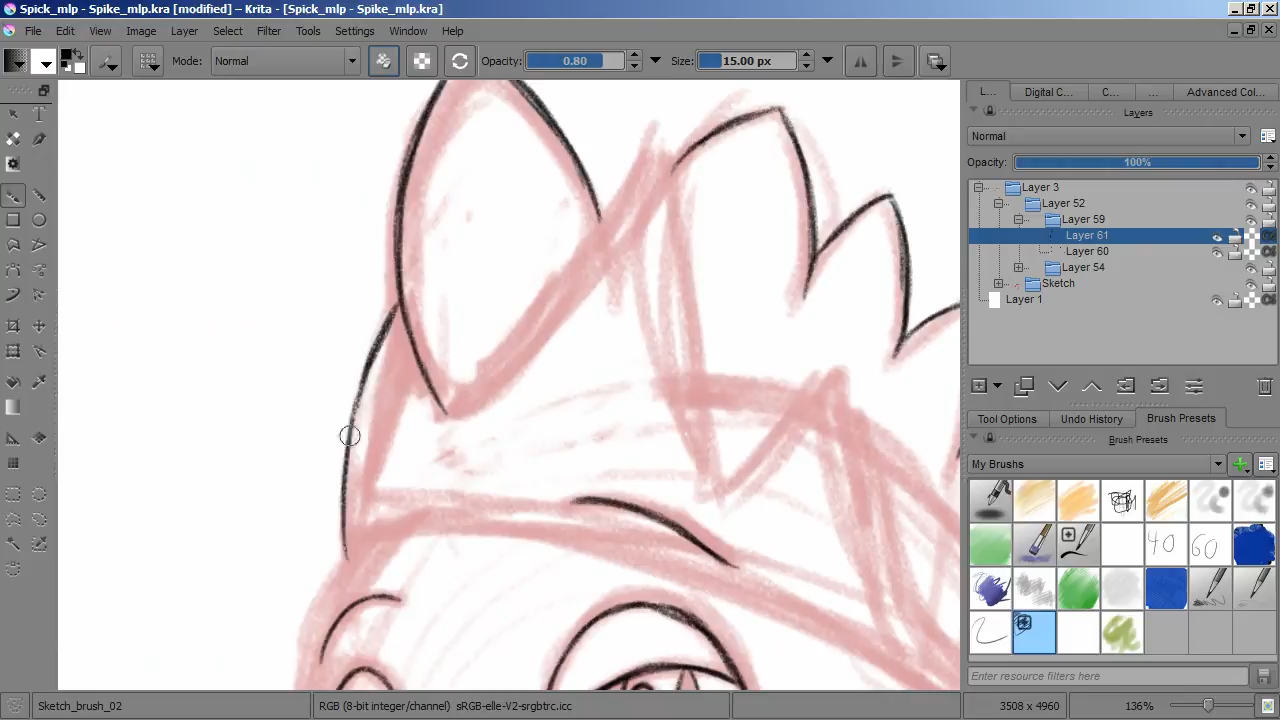 Spick_mlp - Spike_mlp.kra [modified] - Krita - [Spick_mlp - Spike_mlp.kra]
File Edit View Image Layer Select Filter Tools Settings Window Help
Mode: Normal Opacity: 0.80 Size: 15.00 px
L... Digital C... C... ... Advanced Col...
Layers
Normal
Opacity: 100%
Layer 3
Layer 52
Layer 59
Layer 61
Layer 60
Layer 54
Sketch
Layer 1
Tool Options Undo History Brush Presets
Brush Presets
My Brushes
40 60
Enter resource filters here
Sketch_brush_02 RGB (8-bit integer/channel) sRGB-elle-V2-srgbtrc.icc 3508 x 4960 136%